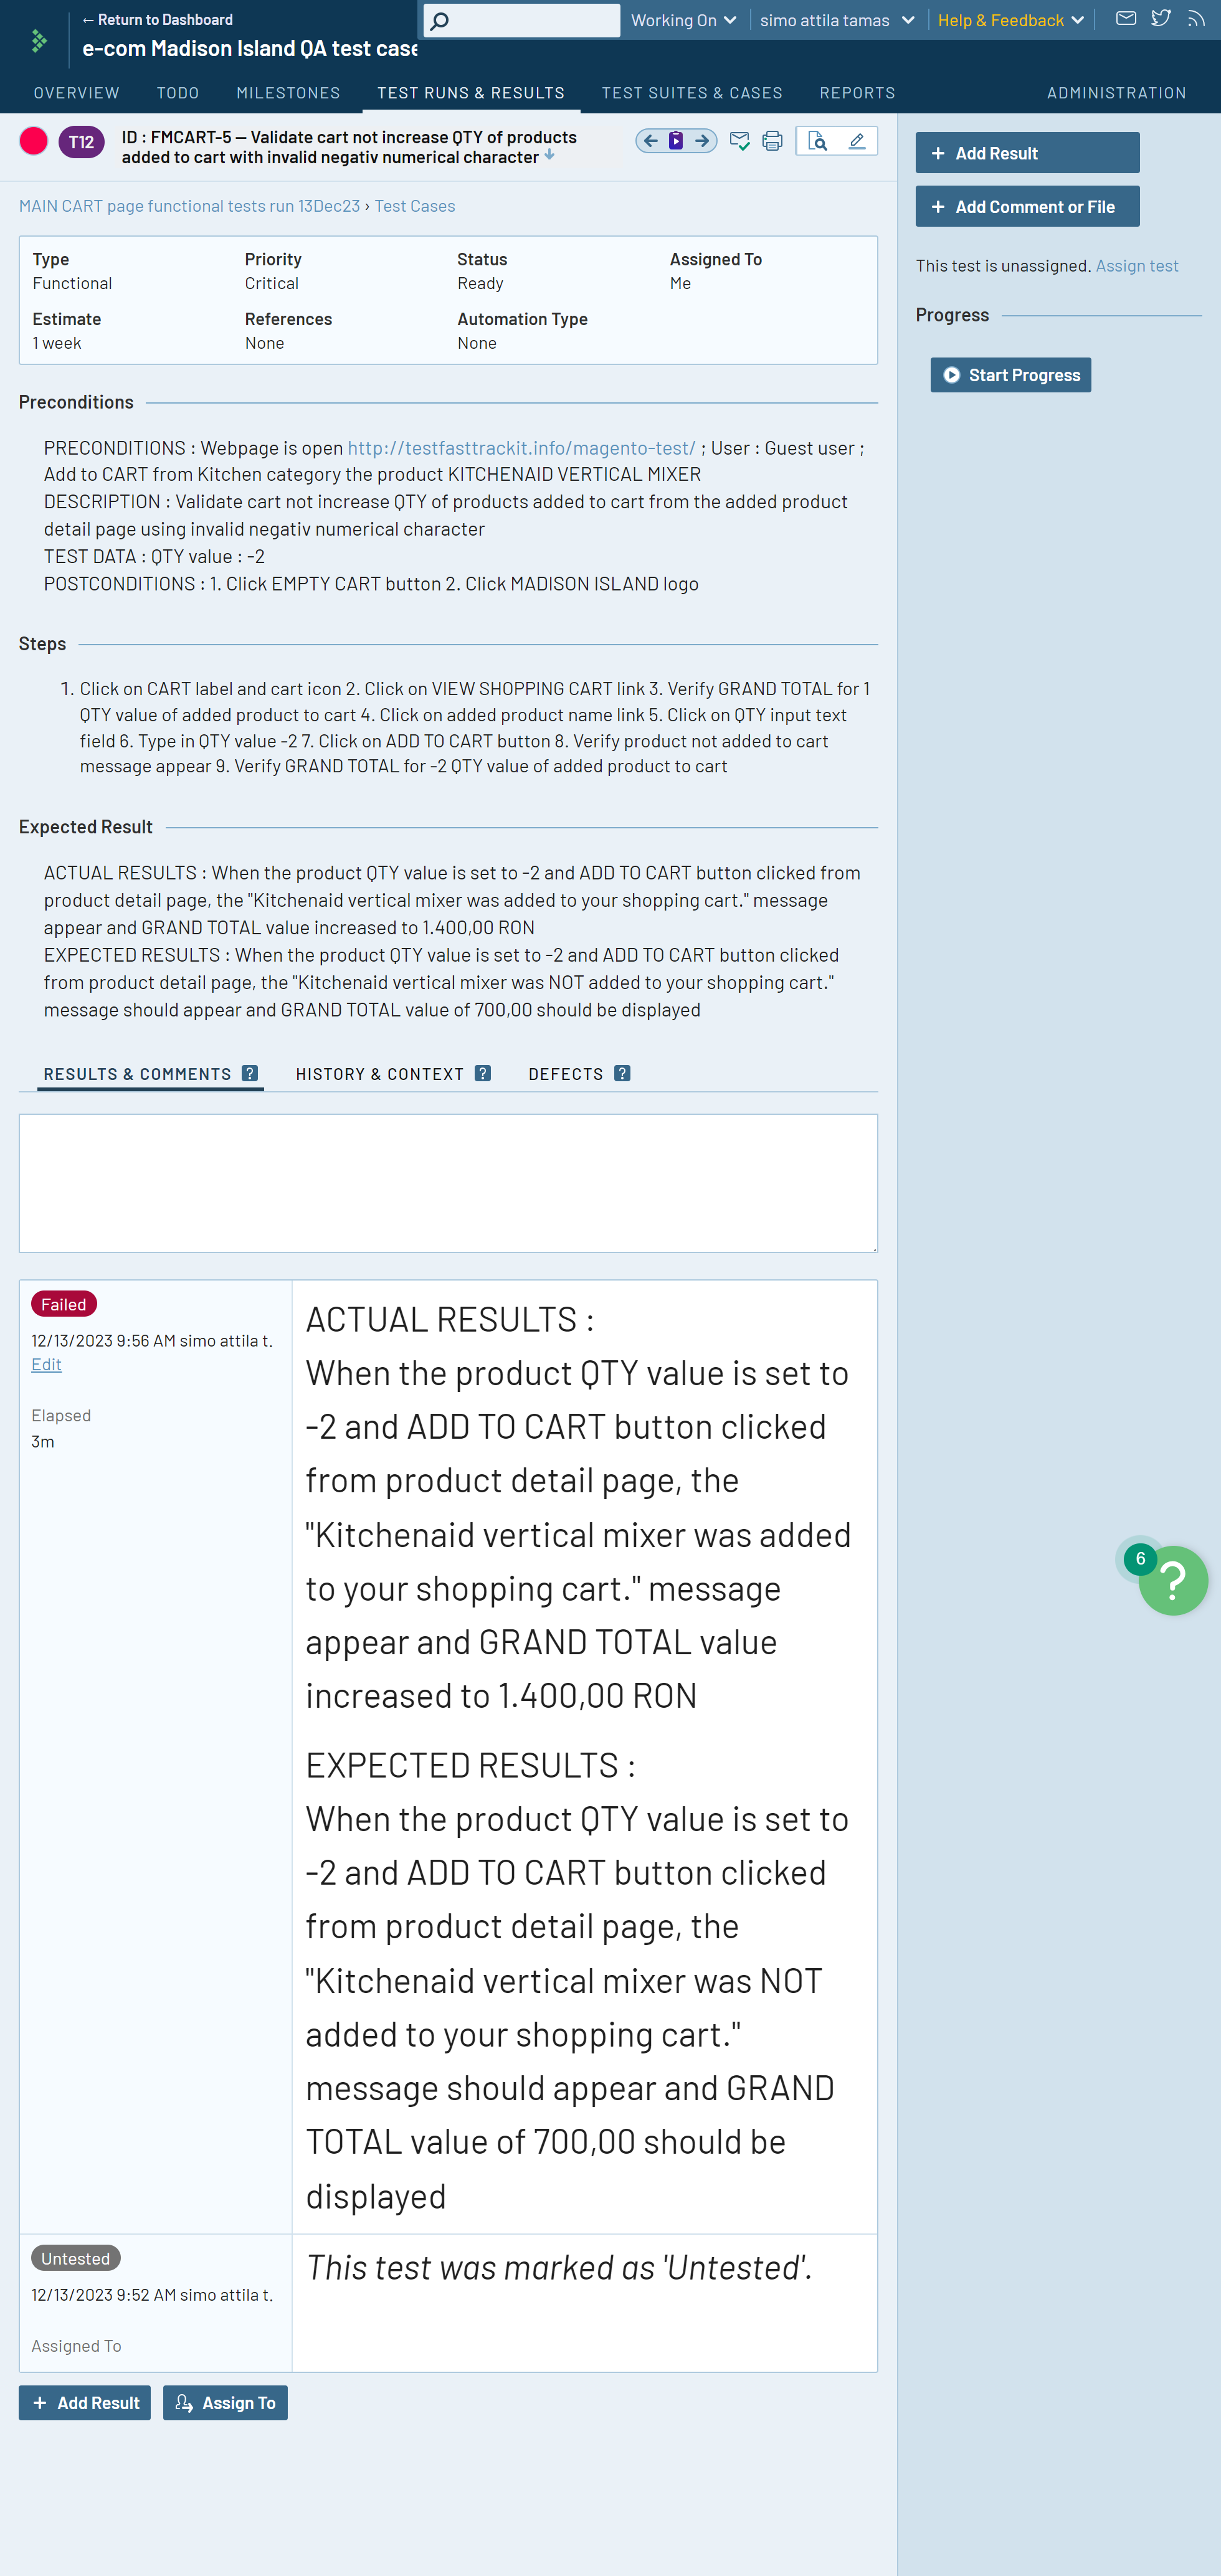 ← Return to Dashboard
e-com Madison Island QA test case
Working On
simo attila tamas
Help & Feedback
OVERVIEW
TODO
MILESTONES
TEST RUNS & RESULTS
TEST SUITES & CASES
REPORTS
ADMINISTRATION
T12
ID : FMCART-5 – Validate cart not increase QTY of products
added to cart with invalid negativ numerical character
MAIN CART page functional tests run 13Dec23 › Test Cases
Type
Functional
Priority
Critical
Status
Ready
Assigned To
Me
Estimate
1 week
References
None
Automation Type
None
Preconditions
PRECONDITIONS : Webpage is open http://testfasttrackit.info/magento-test/ ; User : Guest user ;
Add to CART from Kitchen category the product KITCHENAID VERTICAL MIXER
DESCRIPTION : Validate cart not increase QTY of products added to cart from the added product
detail page using invalid negativ numerical character
TEST DATA : QTY value : -2
POSTCONDITIONS : 1. Click EMPTY CART button 2. Click MADISON ISLAND logo
Steps
1. Click on CART label and cart icon 2. Click on VIEW SHOPPING CART link 3. Verify GRAND TOTAL for 1
QTY value of added product to cart 4. Click on added product name link 5. Click on QTY input text
field 6. Type in QTY value -2 7. Click on ADD TO CART button 8. Verify product not added to cart
message appear 9. Verify GRAND TOTAL for -2 QTY value of added product to cart
Expected Result
ACTUAL RESULTS : When the product QTY value is set to -2 and ADD TO CART button clicked from
product detail page, the "Kitchenaid vertical mixer was added to your shopping cart." message
appear and GRAND TOTAL value increased to 1.400,00 RON
EXPECTED RESULTS : When the product QTY value is set to -2 and ADD TO CART button clicked
from product detail page, the "Kitchenaid vertical mixer was NOT added to your shopping cart."
message should appear and GRAND TOTAL value of 700,00 should be displayed
RESULTS & COMMENTS ?
HISTORY & CONTEXT ?
DEFECTS ?
Failed
12/13/2023 9:56 AM simo attila t.
Edit
Elapsed
3m
ACTUAL RESULTS :
When the product QTY value is set to
-2 and ADD TO CART button clicked
from product detail page, the
"Kitchenaid vertical mixer was added
to your shopping cart." message
appear and GRAND TOTAL value
increased to 1.400,00 RON
EXPECTED RESULTS :
When the product QTY value is set to
-2 and ADD TO CART button clicked
from product detail page, the
"Kitchenaid vertical mixer was NOT
added to your shopping cart."
message should appear and GRAND
TOTAL value of 700,00 should be
displayed
Untested
12/13/2023 9:52 AM simo attila t.
Assigned To
This test was marked as 'Untested'.
+ Add Result
Assign To
+ Add Result
+ Add Comment or File
This test is unassigned. Assign test
Progress
Start Progress
6
?